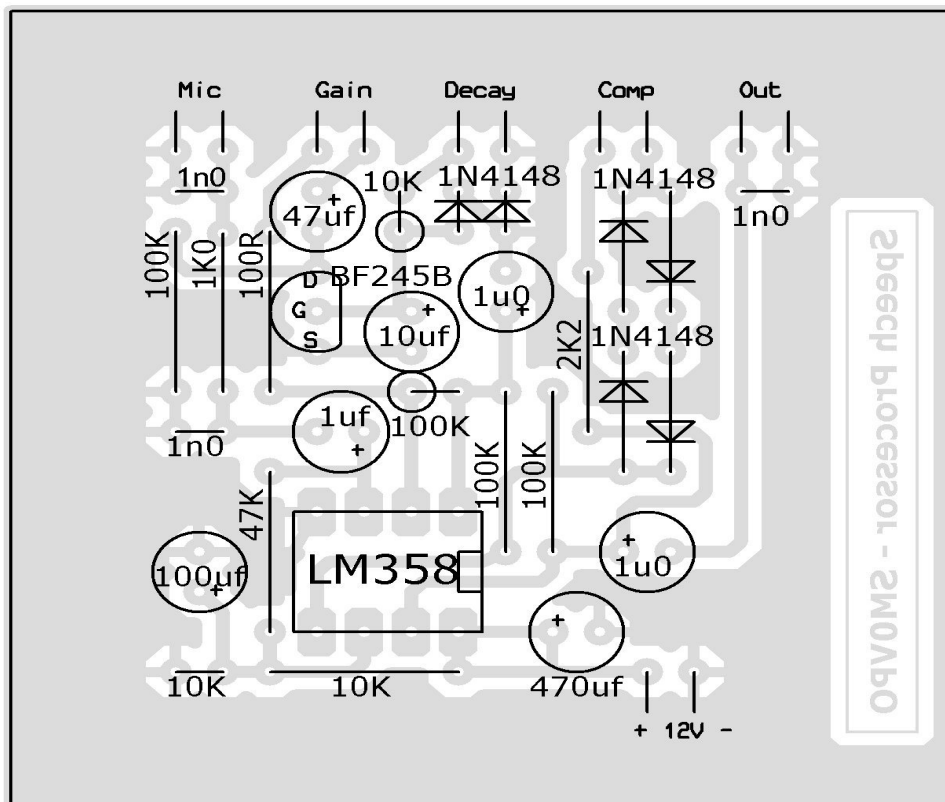 Mic
Gain
Decay
Comp
Out
1n0
10K
1N4148
1N4148
1n0
47uf
100K
1K0
100R
D
G
S
BF245B
1u0
10uf
2K2
1N4148
1uf
100K
1n0
47K
100K
100K
100uf
LM358
1u0
10K
10K
470uf
+ 12V -
Speech Processor - SM0VPO